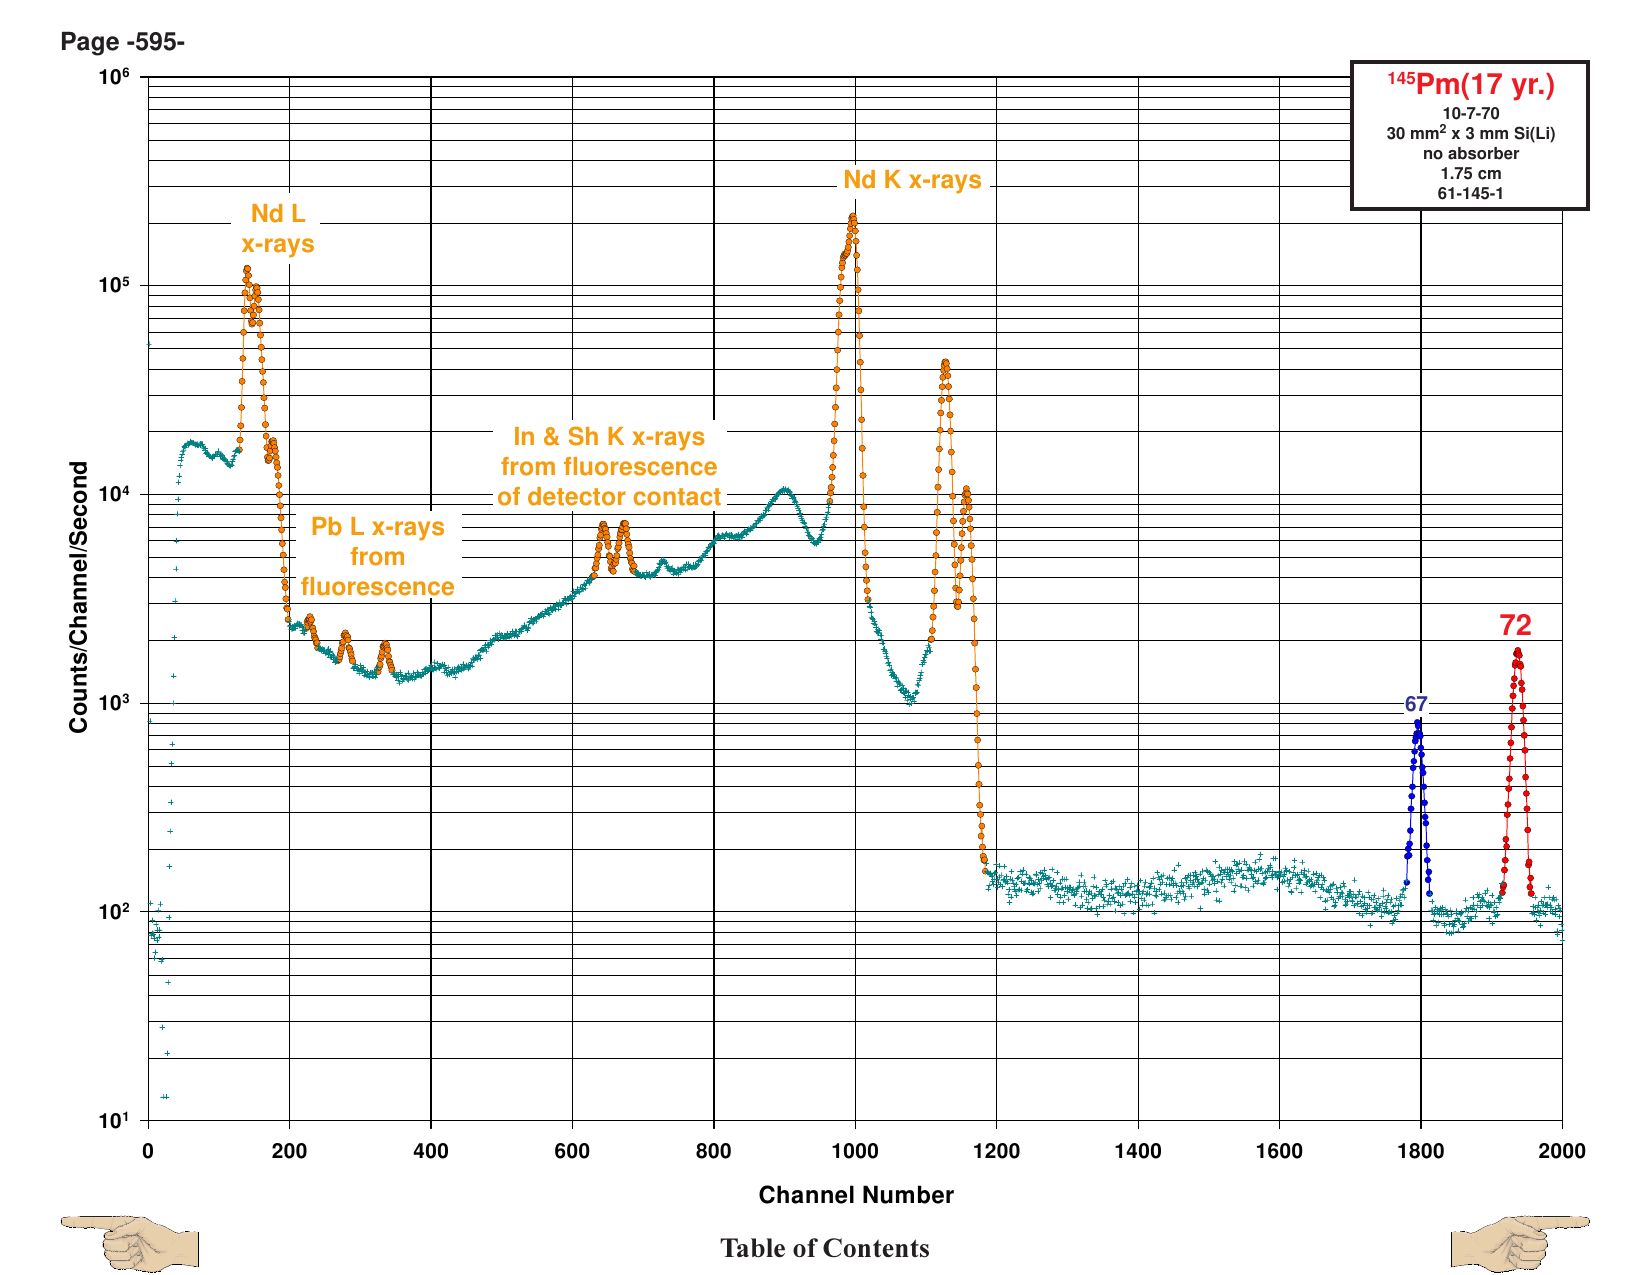 Page -595-
10⁶
10⁵
10⁴
10³
10²
10¹
Counts/Channel/Second
¹⁴⁵Pm(17 yr.)
10-7-70
30 mm² x 3 mm Si(Li)
no absorber
1.75 cm
61-145-1
Nd L
x-rays
Nd K x-rays
In & Sh K x-rays
from fluorescence
of detector contact
Pb L x-rays
from
fluorescence
72
67
0 200 400 600 800 1000 1200 1400 1600 1800 2000
Channel Number
Table of Contents